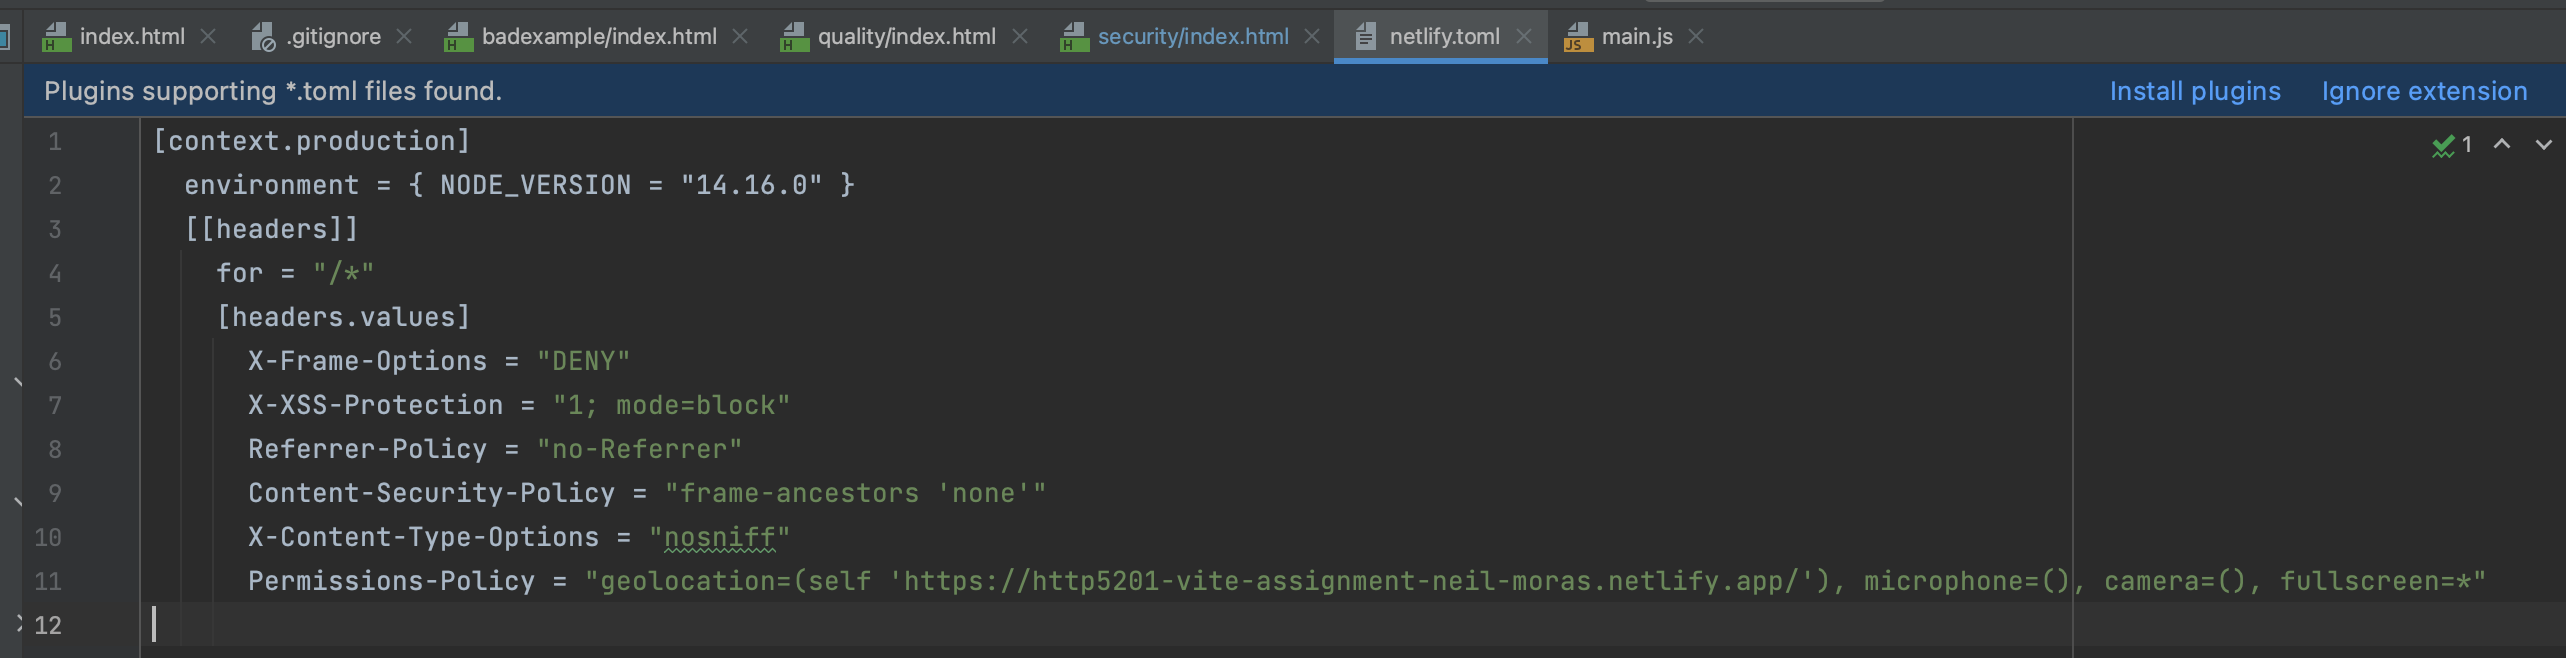 index.html .gitignore badexample/index.html quality/index.html security/index.html netlify.toml main.js
Plugins supporting *.toml files found. Install plugins Ignore extension
1 [context.production] 1
2 environment = { NODE_VERSION = "14.16.0" }
3 [[headers]]
4 for = "/*"
5 [headers.values]
6 X-Frame-Options = "DENY"
7 X-XSS-Protection = "1; mode=block"
8 Referrer-Policy = "no-Referrer"
9 Content-Security-Policy = "frame-ancestors 'none'"
10 X-Content-Type-Options = "nosniff"
11 Permissions-Policy = "geolocation=(self 'https://http5201-vite-assignment-neil-moras.netlify.app/'), microphone=(), camera=(), fullscreen=*"
12